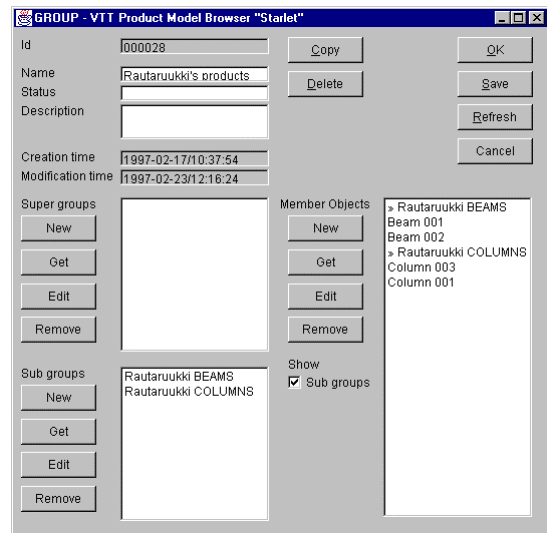 GROUP - VTT Product Model Browser "Starlet"
Id
000028
Copy
OK
Name
Rautaruukki's products
Delete
Save
Status
Description
Refresh
Cancel
Creation time
1997-02-17/10:37:54
Modification time
1997-02-23/12:16:24
Super groups
New
Get
Edit
Remove
Member Objects
New
Get
Edit
Remove
» Rautaruukki BEAMS
Beam 001
Beam 002
» Rautaruukki COLUMNS
Column 003
Column 001
Show
Sub groups
Sub groups
New
Get
Edit
Remove
Rautaruukki BEAMS
Rautaruukki COLUMNS